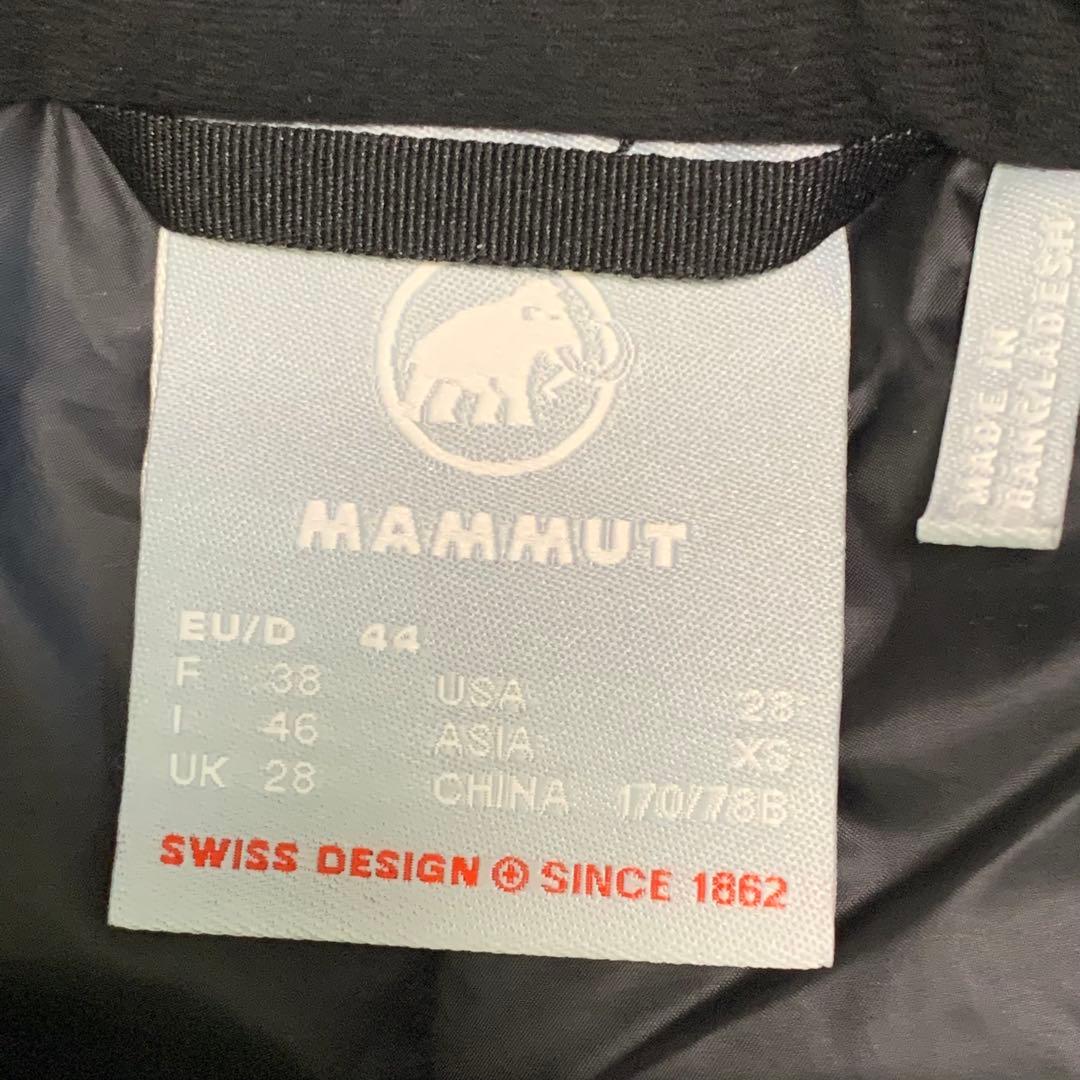 MAMMUT
EU/D 44
F 38 USA 28
I 46 ASIA XS
UK 28 CHINA 170/78B
SWISS DESIGN SINCE 1862
MADE IN
BANGLADESH